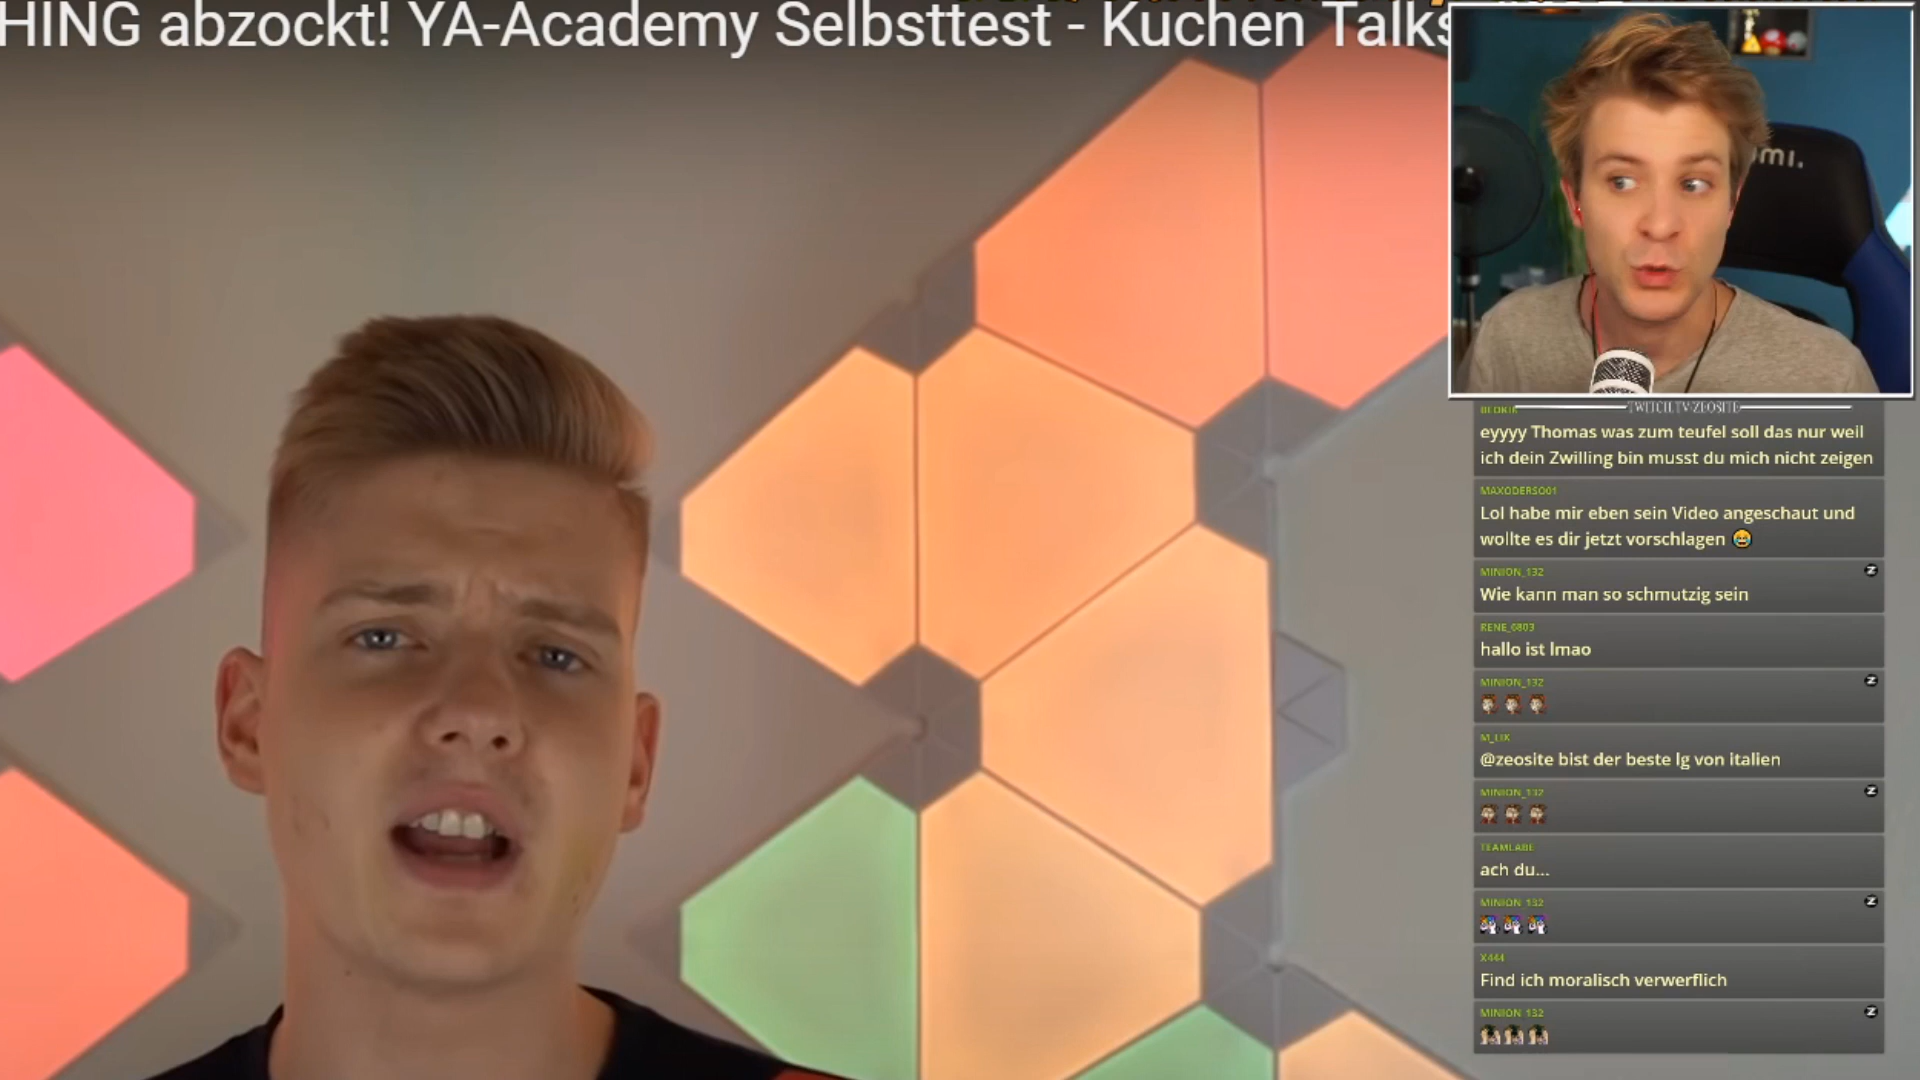 HING abzockt! YA-Academy Selbsttest - Kuchen Talks
omi.
TWITCH.TV/ZEOSITE
eyyyy Thomas was zum teufel soll das nur weil
ich dein Zwilling bin musst du mich nicht zeigen
MAXODERSO01
Lol habe mir eben sein Video angeschaut und
wollte es dir jetzt vorschlagen
MINION_132
Wie kann man so schmutzig sein
RENE_6803
hallo ist lmao
MINION_132
M_LIK
@zeosite bist der beste lg von italien
MINION_132
TEAMLABE
ach du...
MINION_132
X444
Find ich moralisch verwerflich
MINION_132